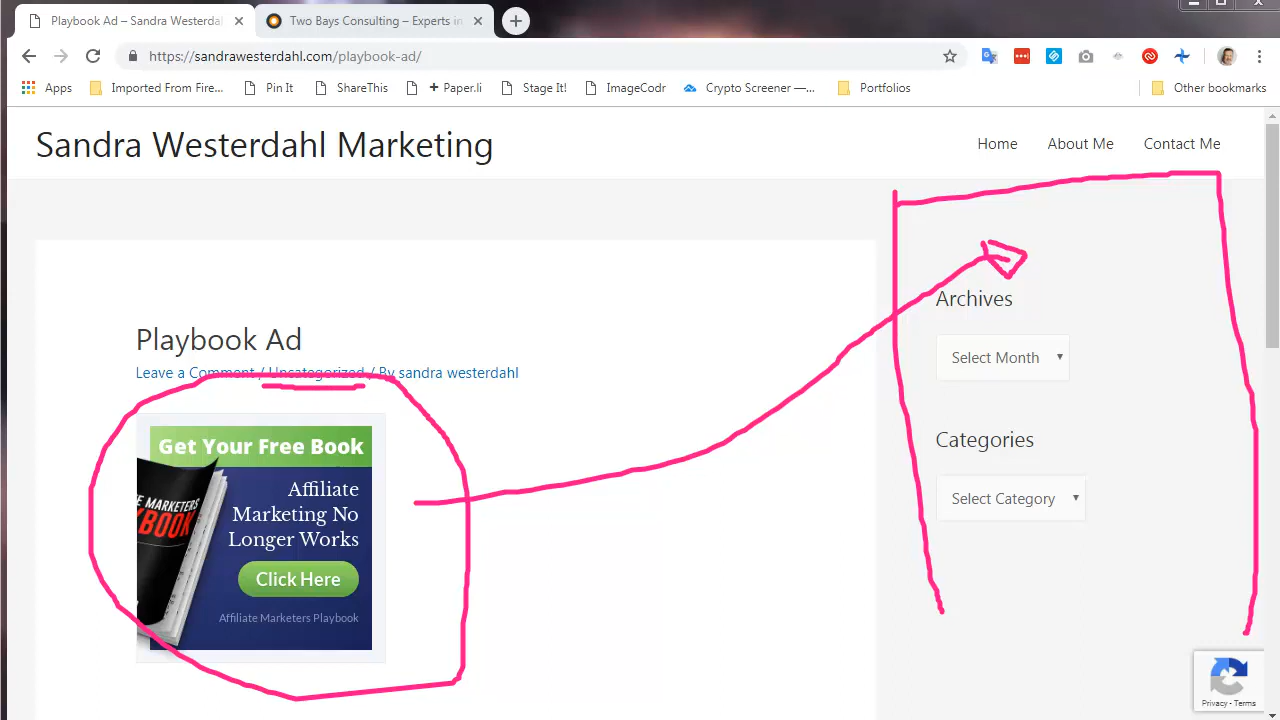 Playbook Ad – Sandra Westerdahl
Two Bays Consulting – Experts in
https://sandrawesterdahl.com/playbook-ad/
Apps
Imported From Fire...
Pin It
ShareThis
+ Paper.li
Stage It!
ImageCodr
Crypto Screener —...
Portfolios
Other bookmarks
Sandra Westerdahl Marketing
Home
About Me
Contact Me
Archives
Select Month
Categories
Select Category
Playbook Ad
Leave a Comment / Uncategorized / By sandra westerdahl
Get Your Free Book
Affiliate
Marketing No
Longer Works
Click Here
Affiliate Marketers Playbook
E MARKETERS
YBOOK
Privacy - Terms